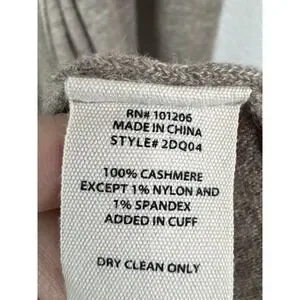 RN# 101206
MADE IN CHINA
STYLE# 2DQ04
100% CASHMERE
EXCEPT 1% NYLON AND
1% SPANDEX
ADDED IN CUFF
DRY CLEAN ONLY